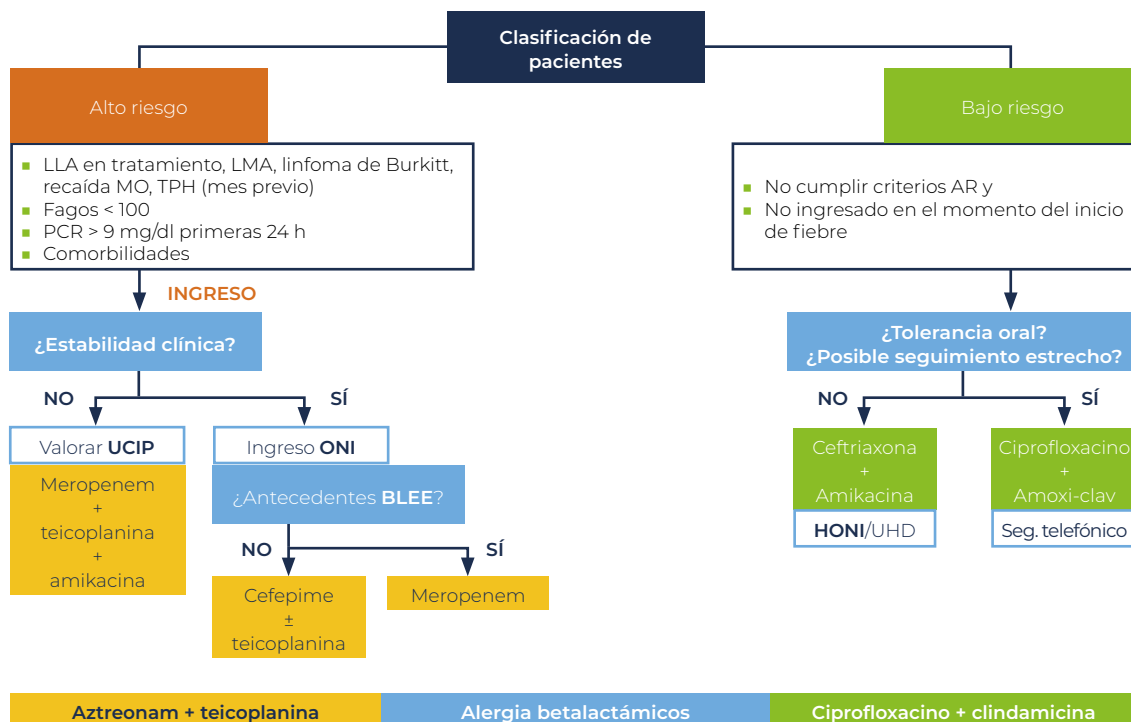 Clasificación de
pacientes
Alto riesgo
LLA en tratamiento, LMA, linfoma de Burkitt,
recaída MO, TPH (mes previo)
Fagos < 100
PCR > 9 mg/dl primeras 24 h
Comorbilidades
INGRESO
¿Estabilidad clínica?
NO
SÍ
Valorar UCIP
Meropenem
+
teicoplanina
+
amikacina
Ingreso ONI
¿Antecedentes BLEE?
NO
SÍ
Cefepime
±
teicoplanina
Meropenem
Bajo riesgo
No cumplir criterios AR y
No ingresado en el momento del inicio
de fiebre
¿Tolerancia oral?
¿Posible seguimiento estrecho?
NO
SÍ
Ceftriaxona
+
Amikacina
HONI/UHD
Ciprofloxacino
+
Amoxi-clav
Seg. telefónico
Aztreonam + teicoplanina
Alergia betalactámicos
Ciprofloxacino + clindamicina